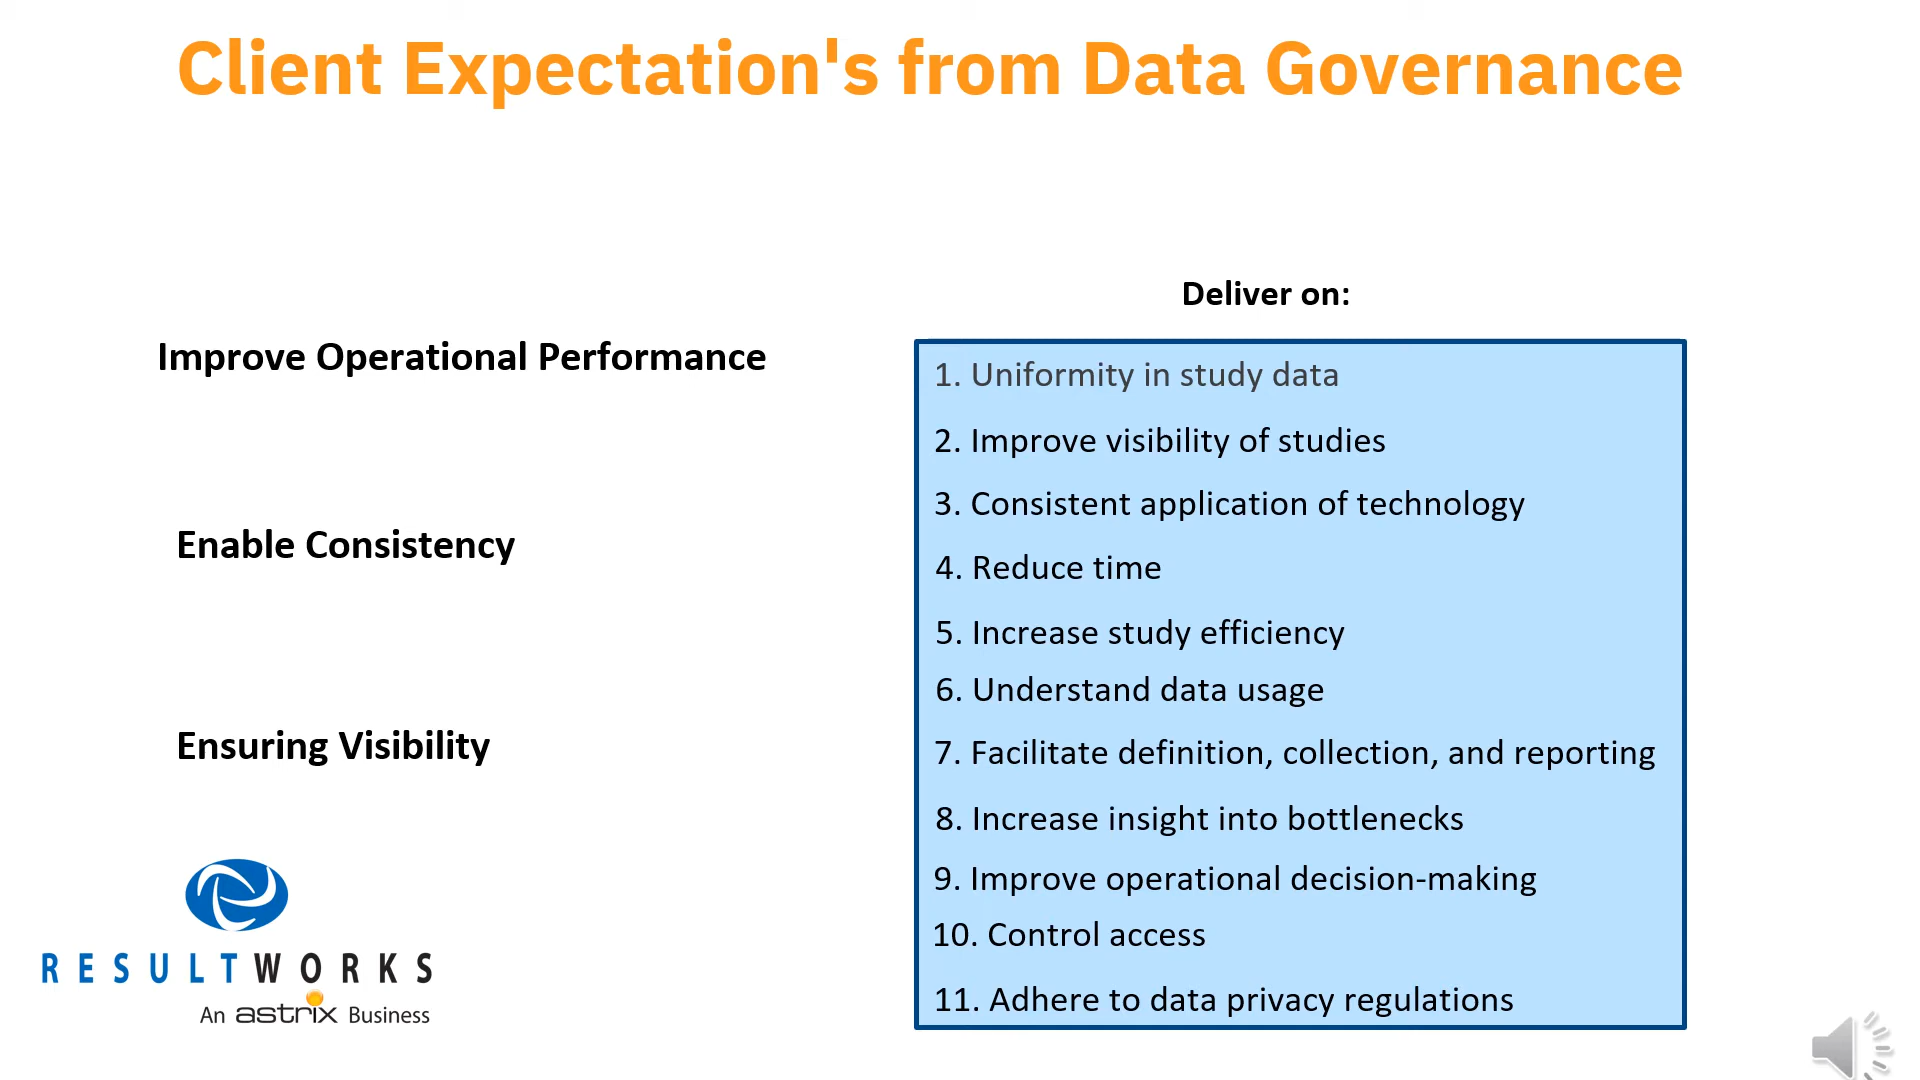 Client Expectation's from Data Governance
Improve Operational Performance
Enable Consistency
Ensuring Visibility
Deliver on:
1. Uniformity in study data
2. Improve visibility of studies
3. Consistent application of technology
4. Reduce time
5. Increase study efficiency
6. Understand data usage
7. Facilitate definition, collection, and reporting
8. Increase insight into bottlenecks
9. Improve operational decision-making
10. Control access
11. Adhere to data privacy regulations
RESULTWORKS
An astrix Business